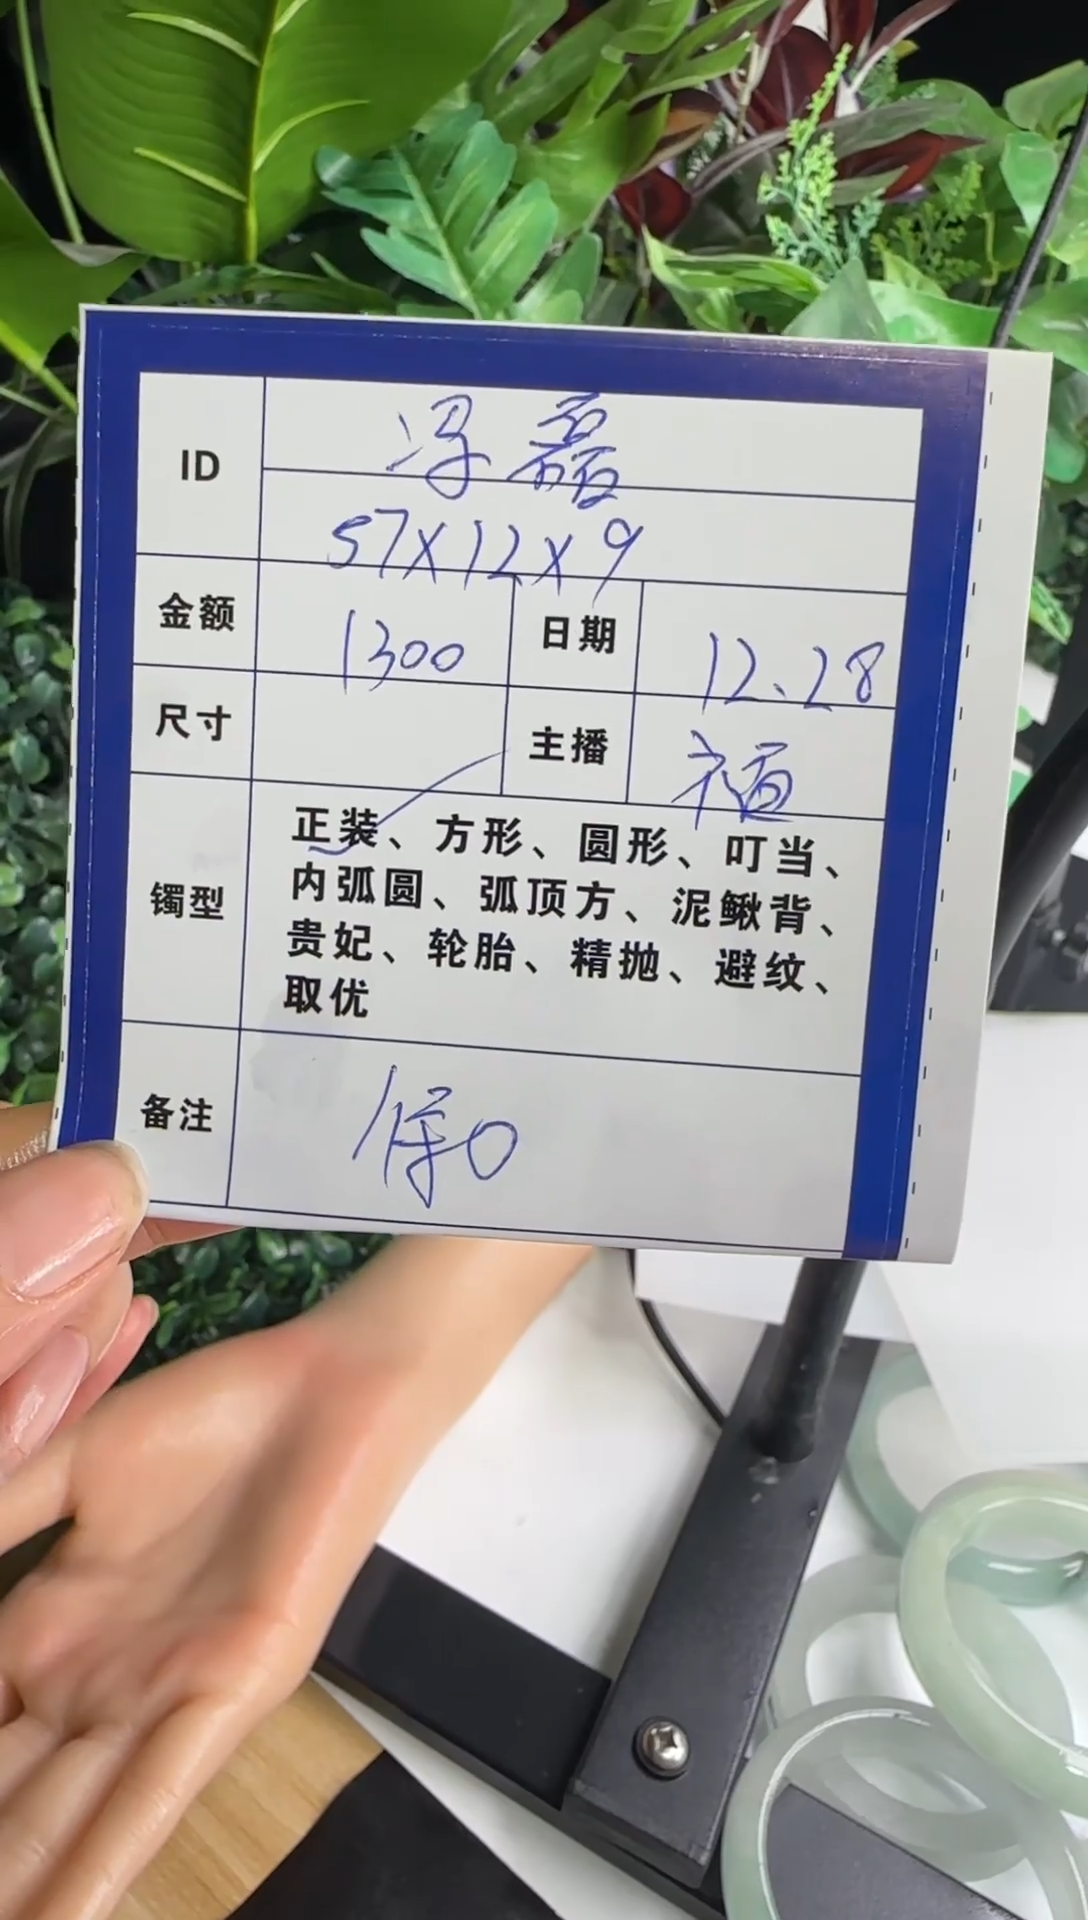 ID 冯磊
57X12X9
金额 1300 日期 12.28
尺寸 主播
正装、方形、圆形、叮当、
内弧圆、弧顶方、泥鳅背、
镯型
贵妃、轮胎、精抛、避纹、
取优
备注